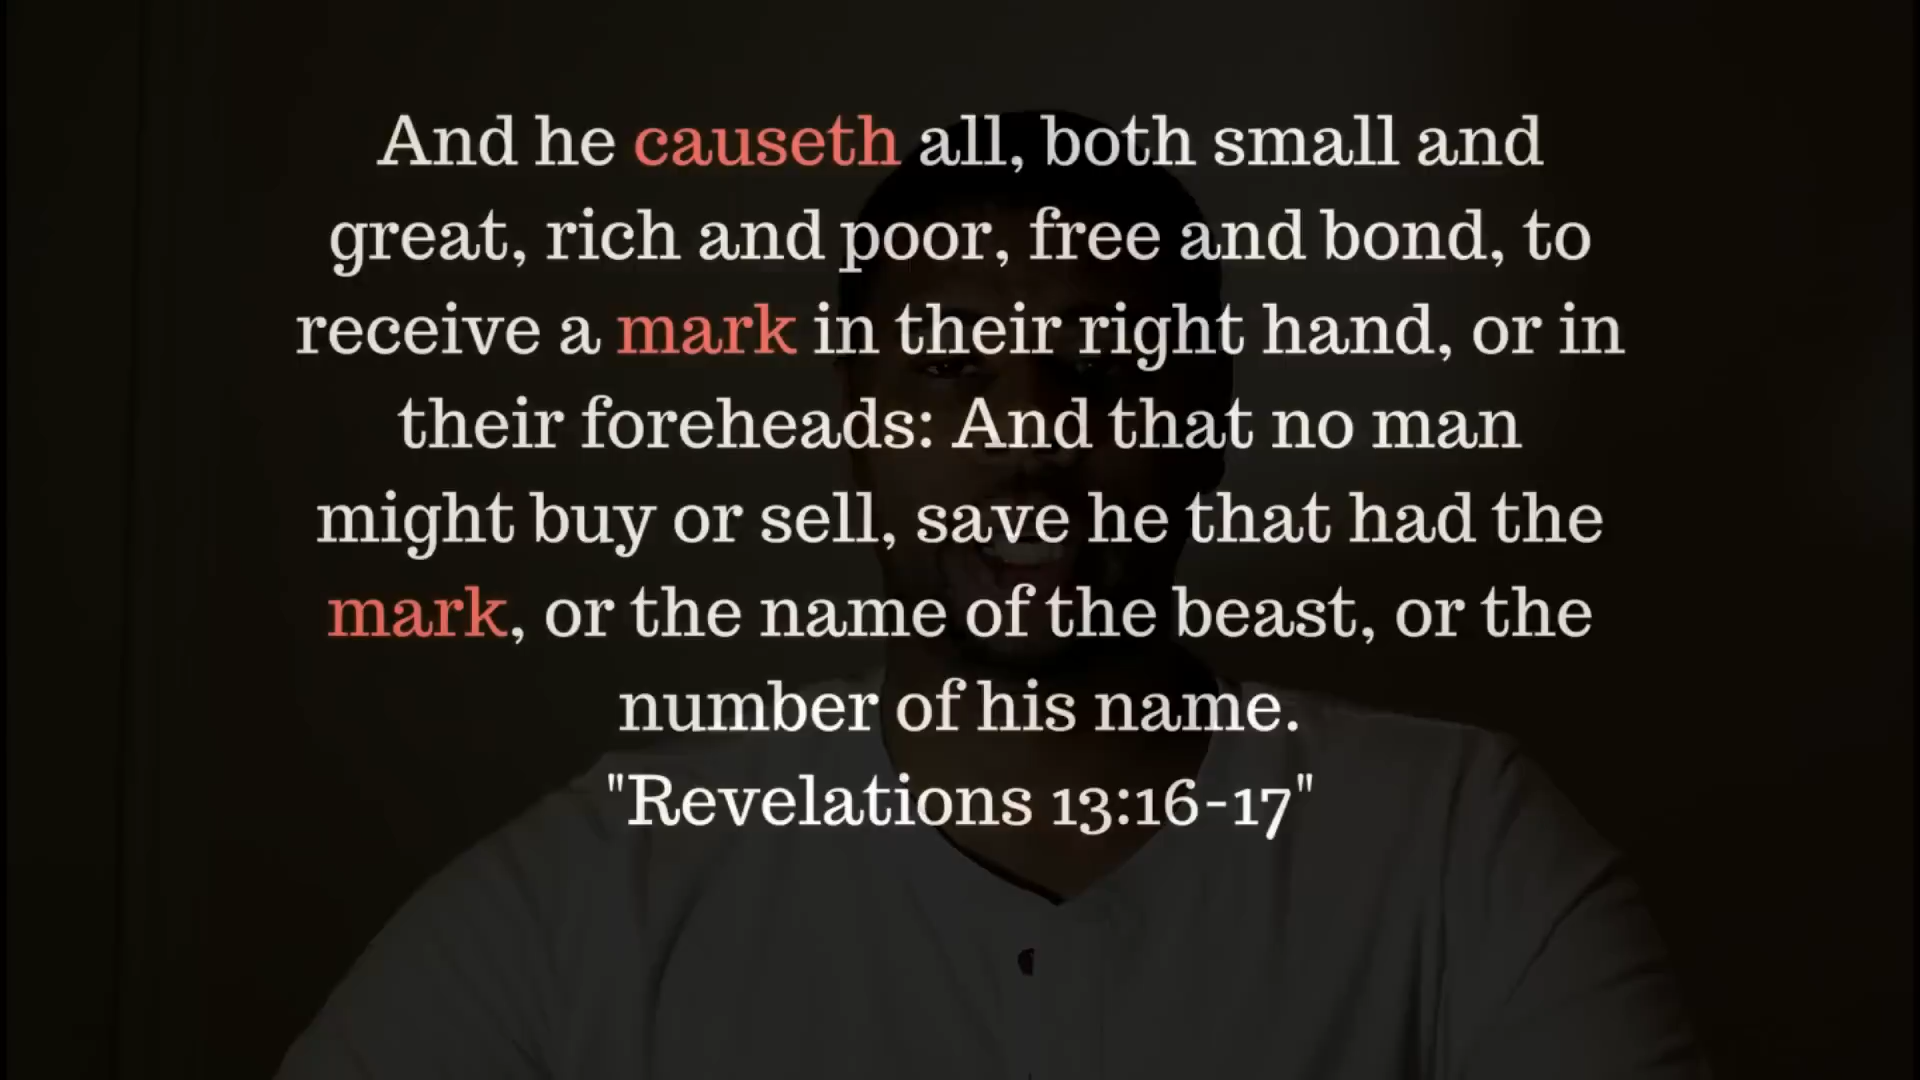 And he causeth all, both small and
great, rich and poor, free and bond, to
receive a mark in their right hand, or in
their foreheads: And that no man
might buy or sell, save he that had the
mark, or the name of the beast, or the
number of his name.
"Revelations 13:16-17"